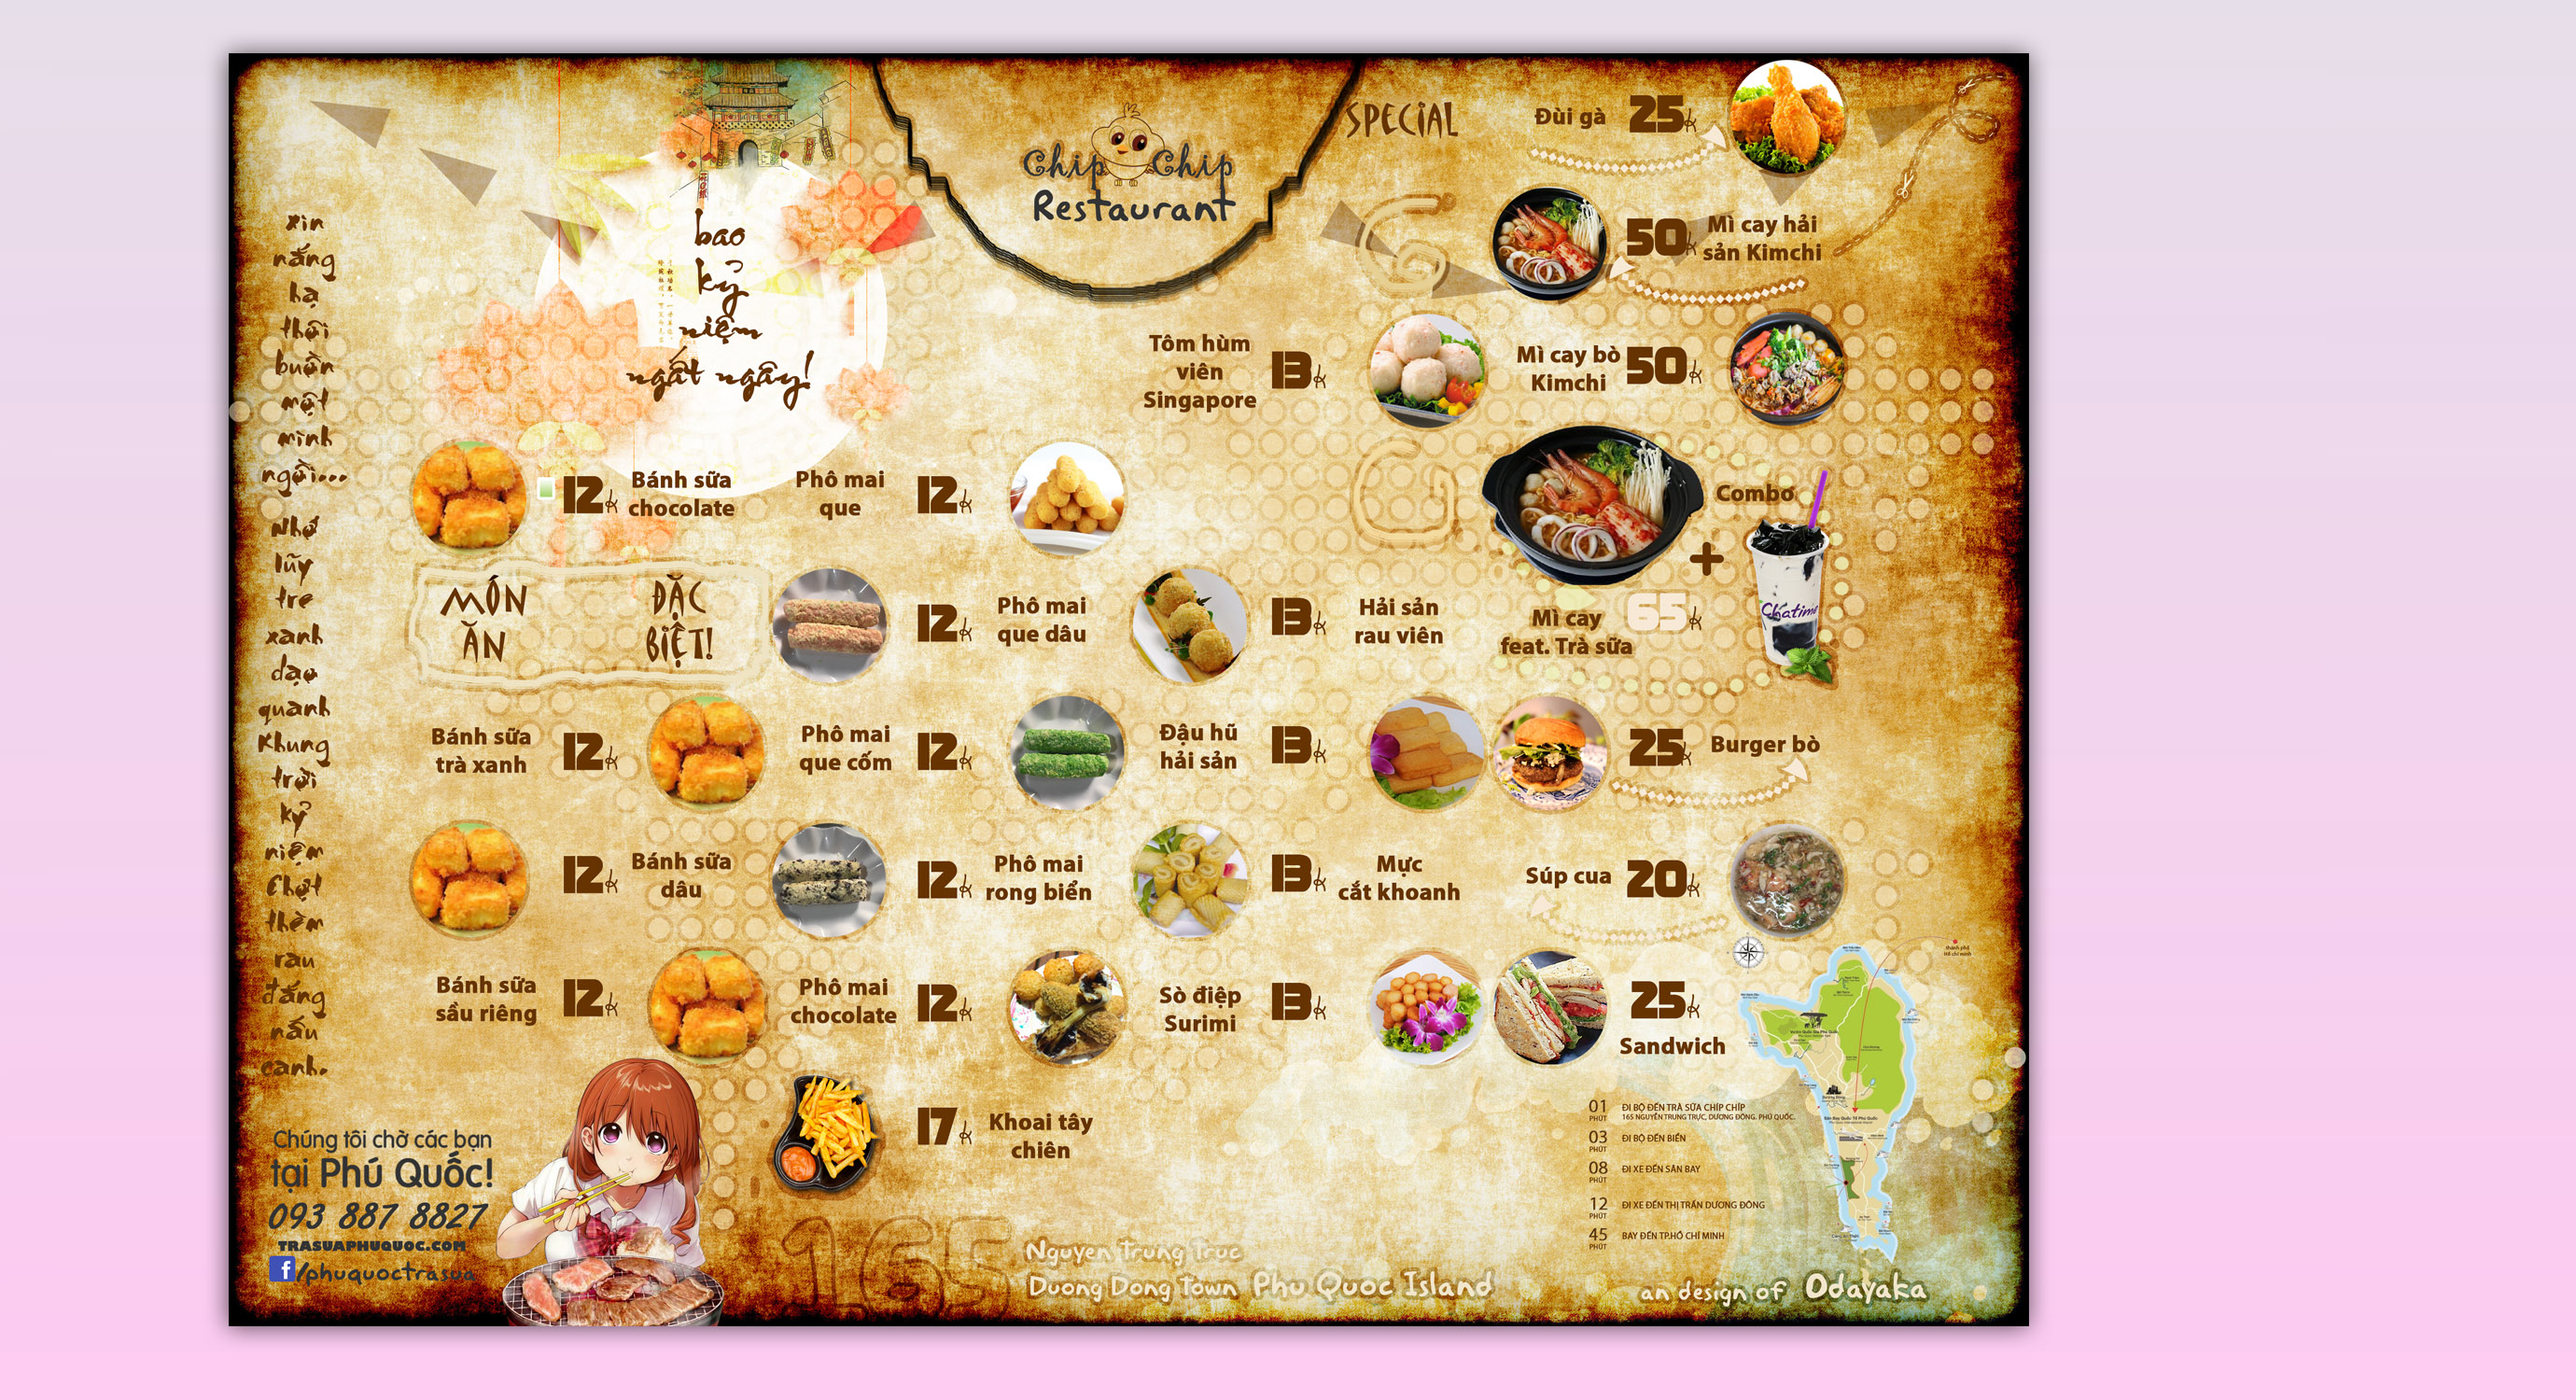 Chip Chip
Restaurant
SPECIAL
bao
kỷ
niệm
ngất ngây!
Xin
nắng
hạ
thôi
buồn
một
mình
ngồi...
Nhớ
lũy
tre
xanh
dạo
quanh
Khung
trời
kỷ
niệm
Chợt
thèm
rau
đắng
nấu
canh.
Đùi gà
25k
50k
Mì cay hải
sản Kimchi
Tôm hùm
viên
Singapore
13k
Mì cay bò
Kimchi
50k
12k
Bánh sữa
chocolate
Phô mai
que
12k
Combo
+
Chatime
MÓN
ĂN
ĐẶC
BIỆT!
12k
Phô mai
que dâu
13k
Hải sản
rau viên
Mì cay
feat. Trà sữa
65k
Bánh sữa
trà xanh
12k
Phô mai
que cốm
12k
Đậu hũ
hải sản
13k
25k
Burger bò
12k
Bánh sữa
dâu
12k
Phô mai
rong biển
13k
Mực
cắt khoanh
Súp cua
20k
Bánh sữa
sầu riêng
12k
Phô mai
chocolate
12k
Sò điệp
Surimi
13k
25k
Sandwich
17k
Khoai tây
chiên
Chúng tôi chờ các bạn
tại Phú Quốc!
093 887 8827
TRASUAPHUQUOC.COM
f/phuquoctrasua
165
Nguyen Trung Truc
Duong Dong Town Phu Quoc Island
01 PHÚT
ĐI BỘ ĐẾN TRÀ SỮA CHÍP CHÍP
165 NGUYỄN TRUNG TRỰC, DƯƠNG ĐÔNG. PHÚ QUỐC.
03 PHÚT
ĐI BỘ ĐẾN BIỂN
08 PHÚT
ĐI XE ĐẾN SÂN BAY
12 PHÚT
ĐI XE ĐẾN THỊ TRẤN DƯƠNG ĐÔNG
45 PHÚT
BAY ĐẾN TP.HỒ CHÍ MINH
an design of Odayaka